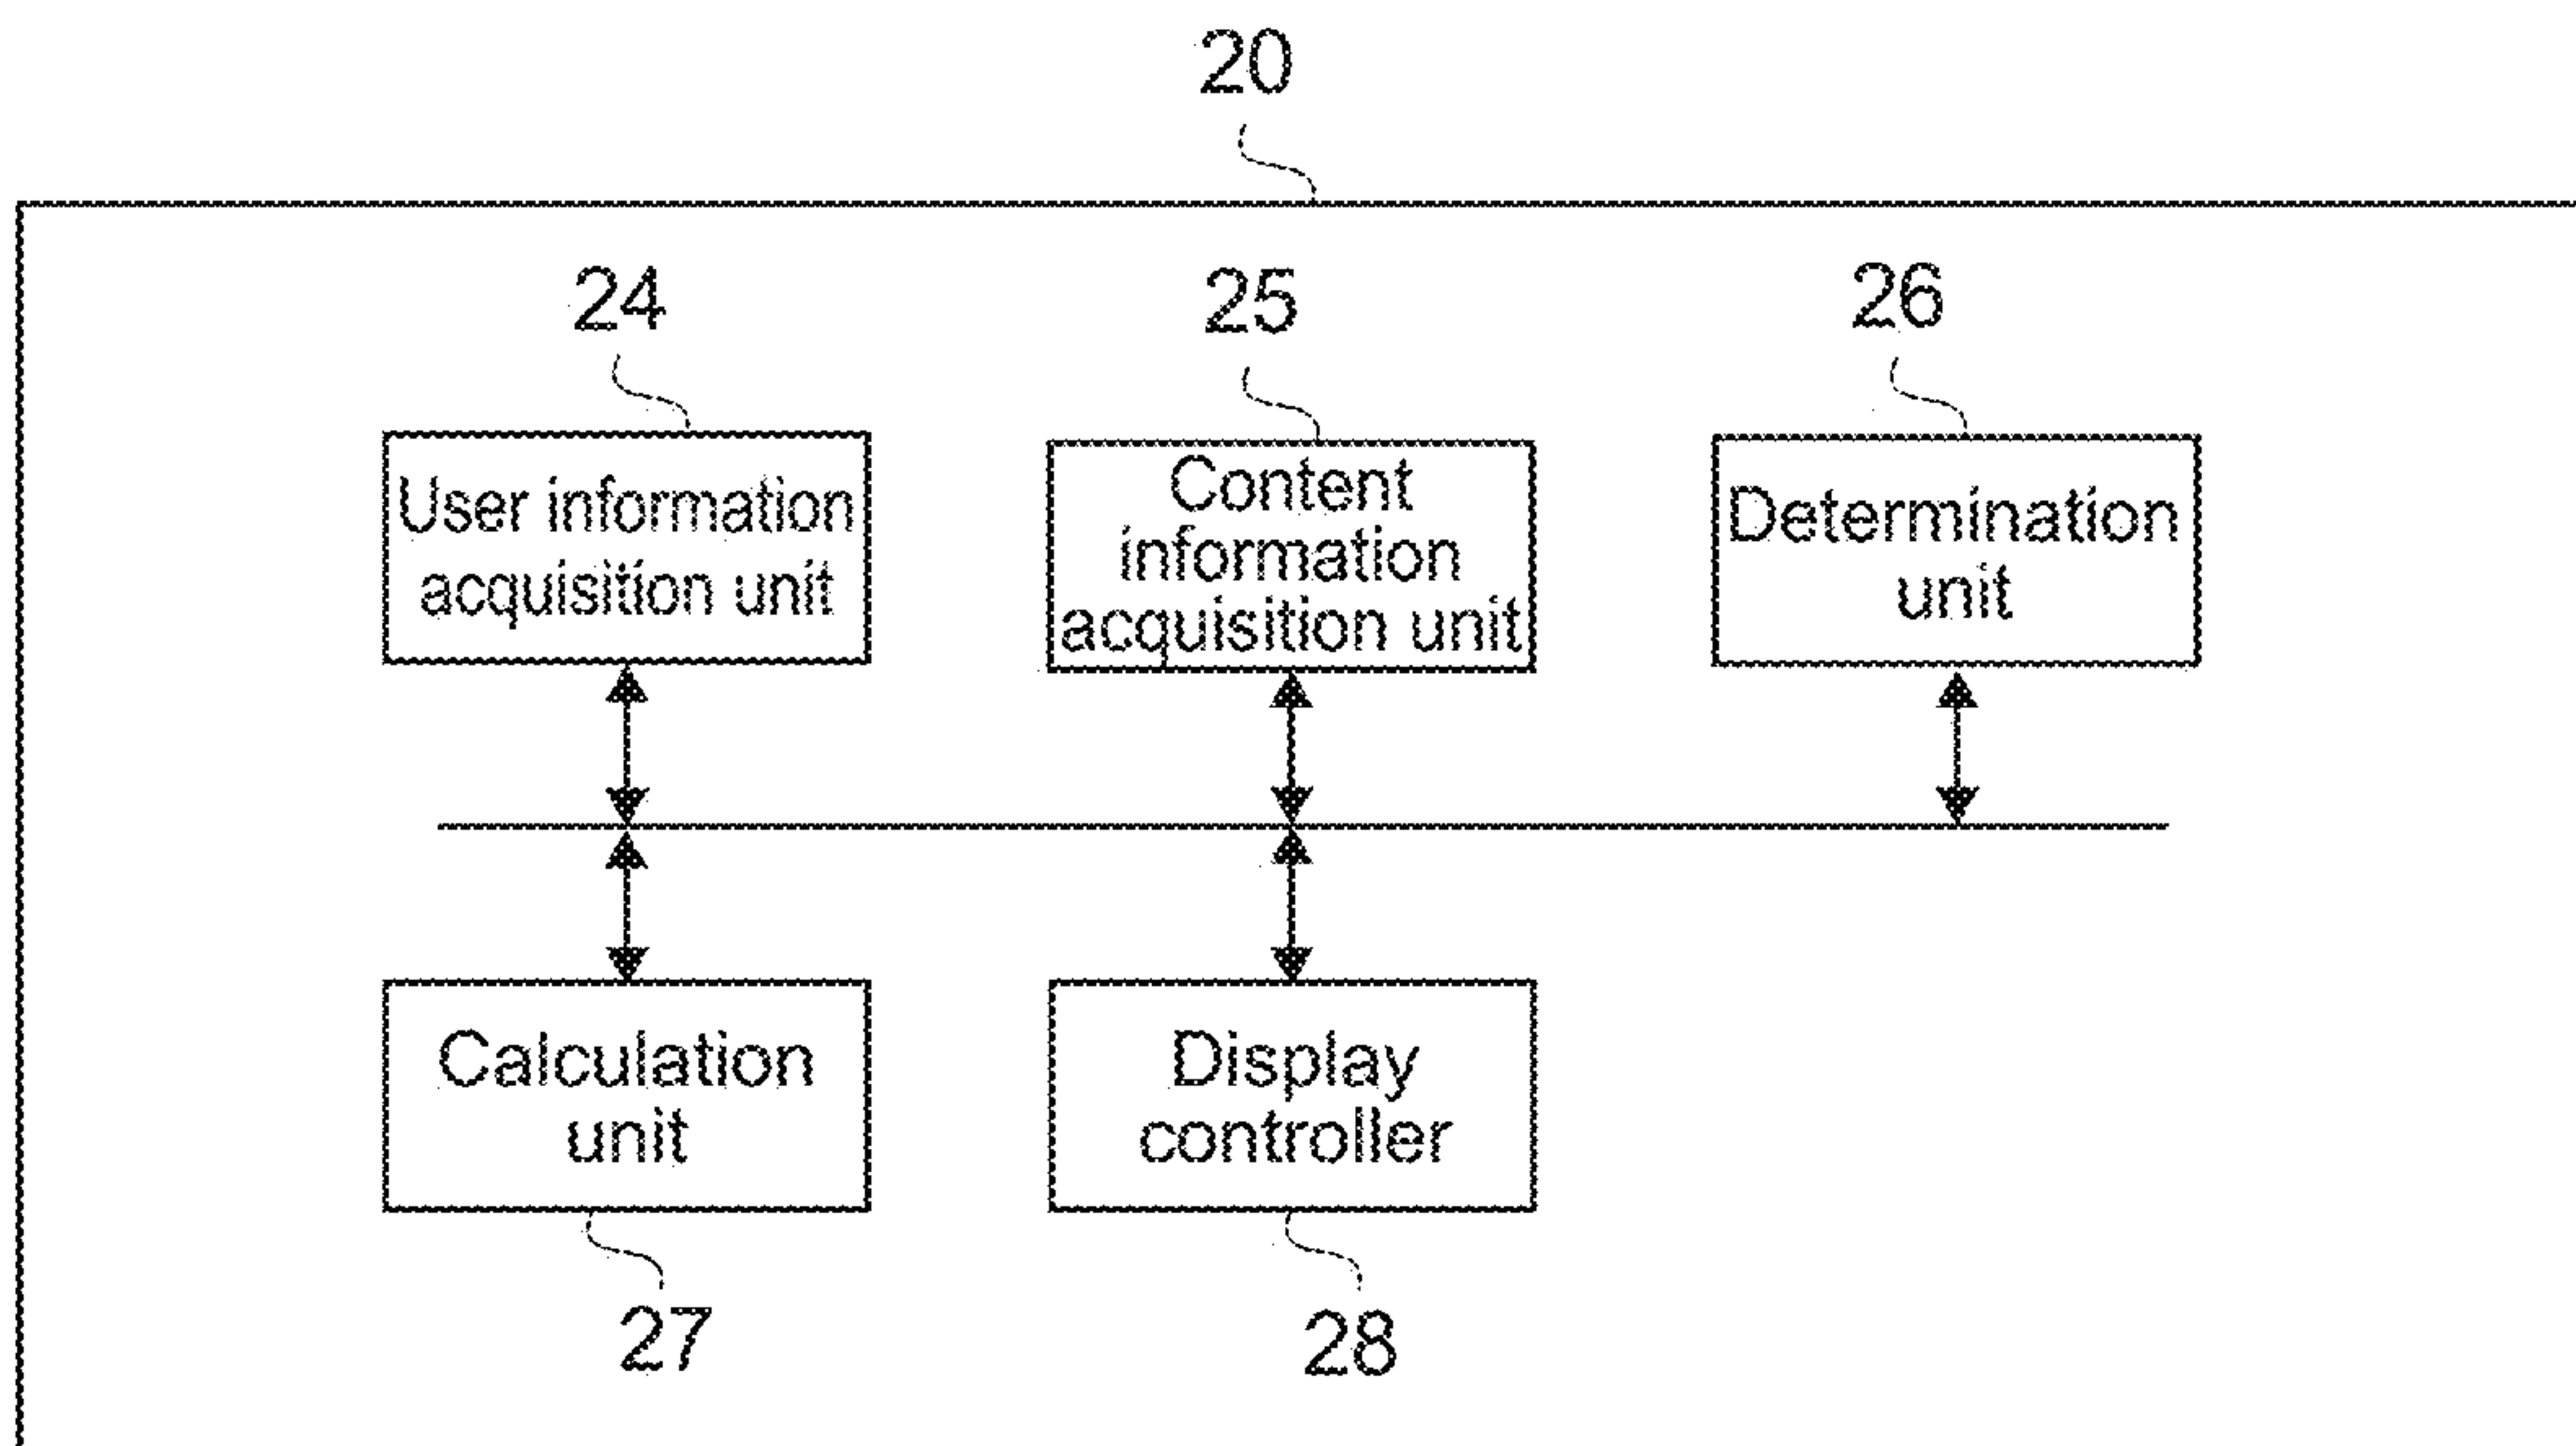 20
24
25
26
User information
acquisition unit
Content
information
acquisition unit
Determination
unit
Calculation
unit
Display
controller
27
28